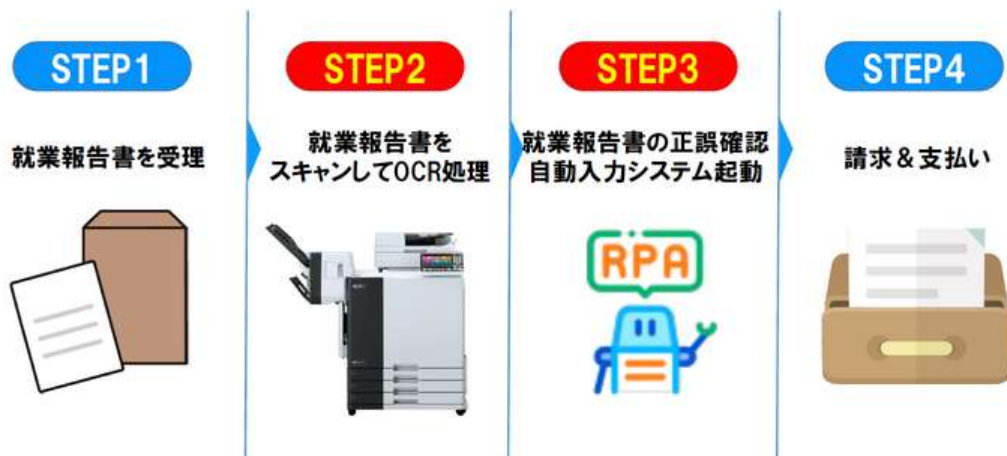 STEP1
就業報告書を受理
STEP2
就業報告書を
スキャンしてOCR処理
STEP3
就業報告書の正誤確認
自動入力システム起動
RPA
STEP4
請求＆支払い